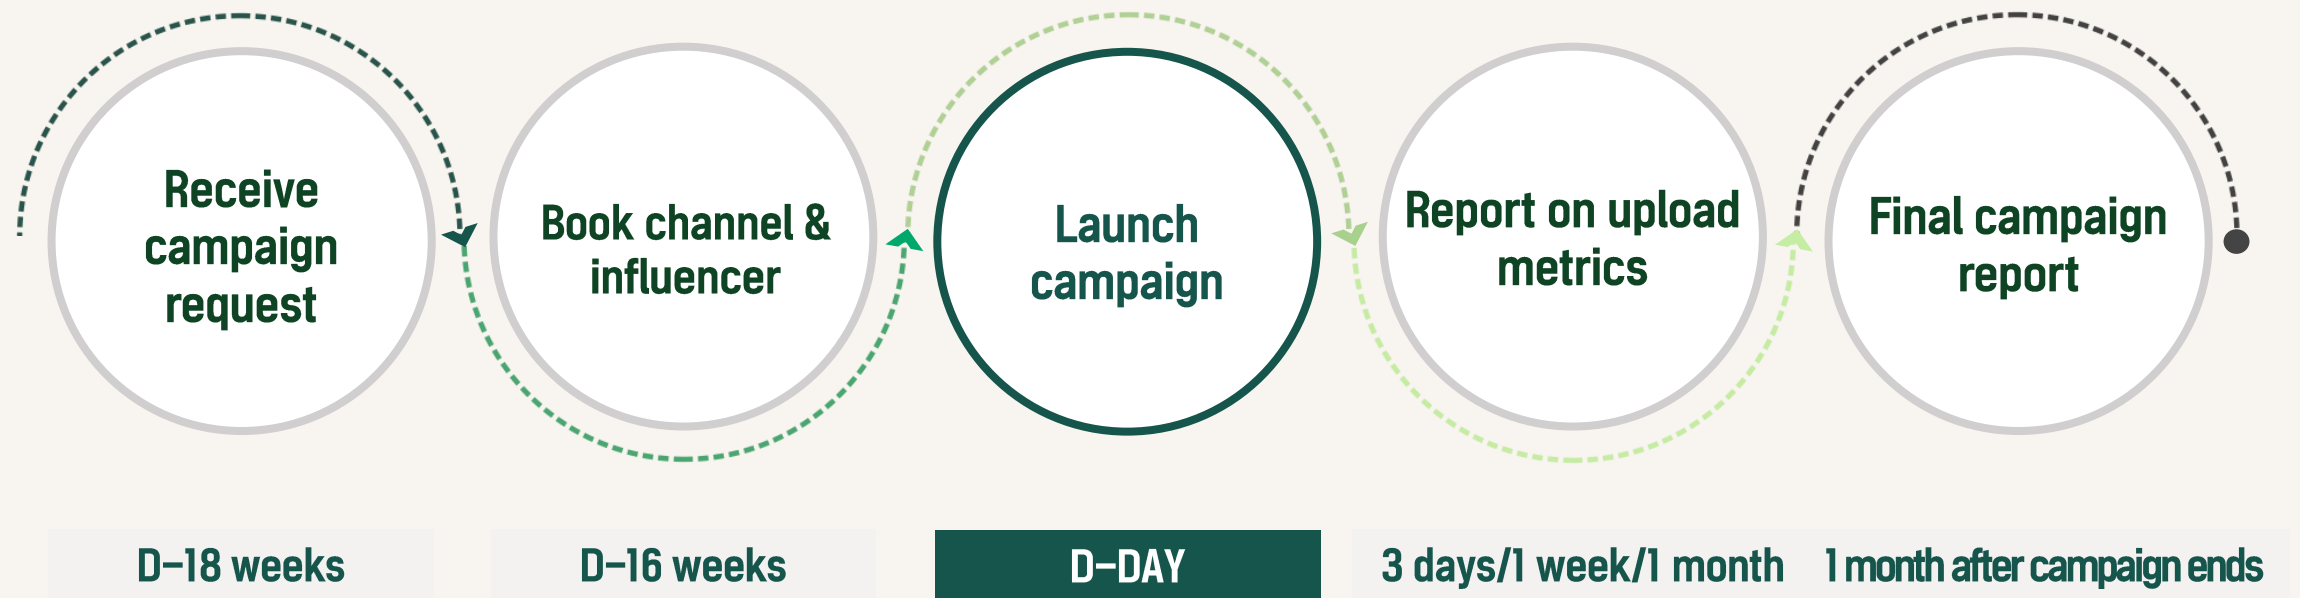 Receive
campaign
request
Book channel &
influencer
Launch
campaign
Report on upload
metrics
Final campaign
report
D-18 weeks
D-16 weeks
D-DAY
3 days/1 week/1 month
1 month after campaign ends